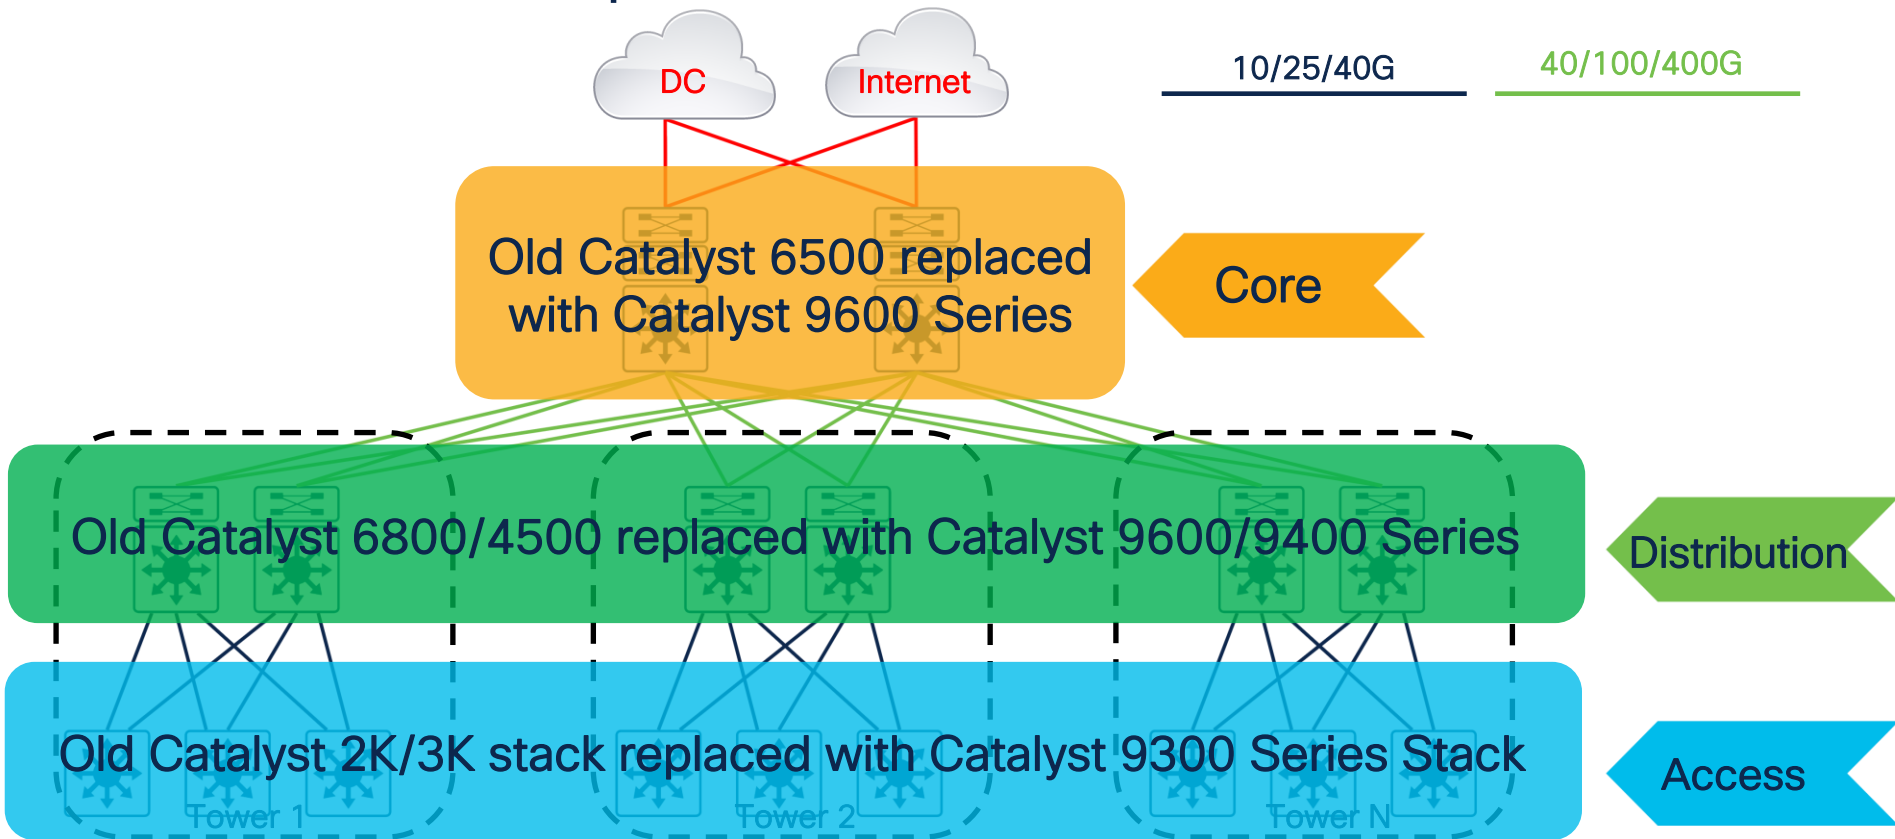 DC
Internet
10/25/40G
40/100/400G
Old Catalyst 6500 replaced
with Catalyst 9600 Series
Core
Old Catalyst 6800/4500 replaced with Catalyst 9600/9400 Series
Distribution
Old Catalyst 2K/3K stack replaced with Catalyst 9300 Series Stack
Access
Tower 1
Tower 2
Tower N